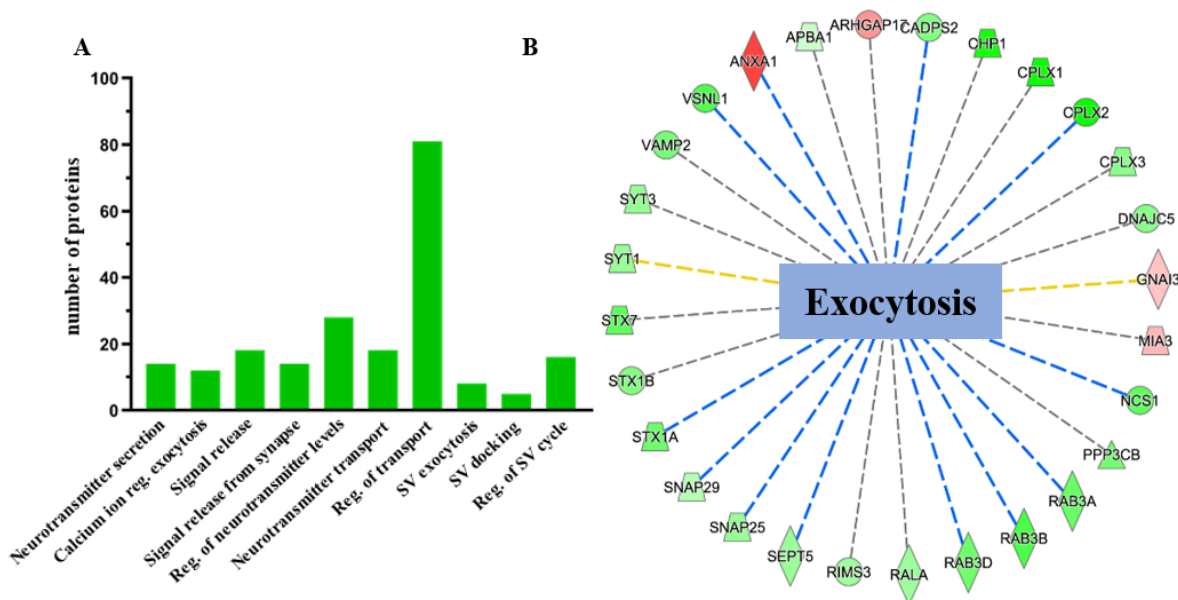 A
number of proteins
100
80
60
40
20
0
Neurotransmitter secretion
Calcium ion reg. exocytosis
Signal release
Signal release from synapse
Reg. of neurotransmitter levels
Neurotransmitter transport
Reg. of transport
SV exocytosis
SV docking
Reg. of SV cycle
B
ARHGAP17
CADPS2
CHP1
CPLX1
CPLX2
CPLX3
DNAJC5
GNAI3
MIA3
NCS1
PPP3CB
RAB3A
RAB3B
RAB3D
RALA
RIMS3
SEPT5
SNAP25
SNAP29
STX1A
STX1B
STX7
SYT1
SYT3
VAMP2
VSNL1
ANXA1
APBA1
Exocytosis